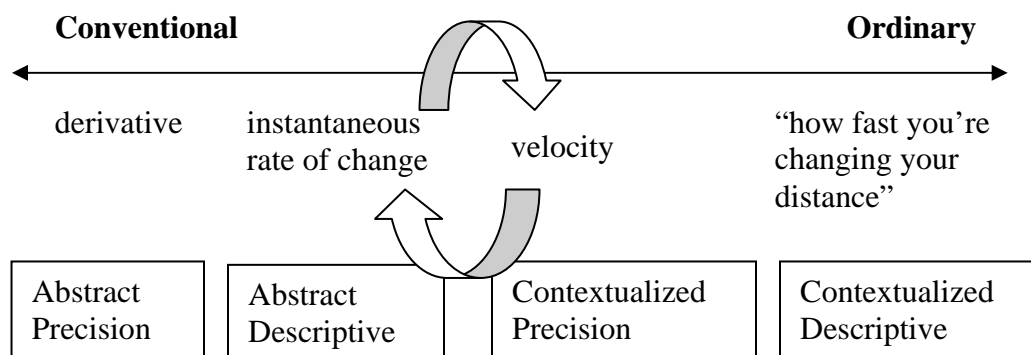 Conventional
Ordinary
derivative
instantaneous
rate of change
velocity
“how fast you’re
changing your
distance”
Abstract
Precision
Abstract
Descriptive
Contextualized
Precision
Contextualized
Descriptive